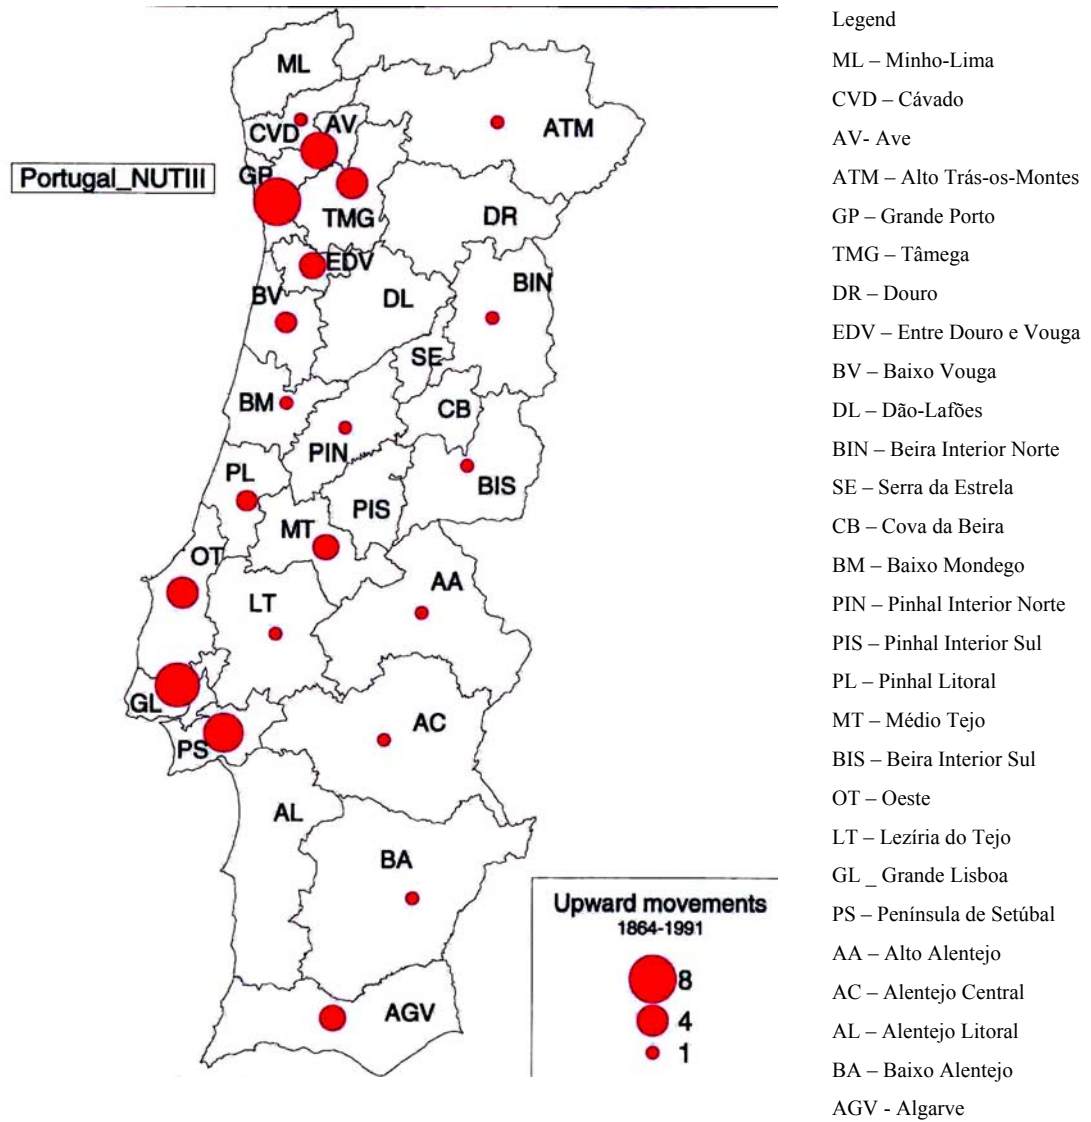 Legend
ML – Minho-Lima
CVD – Cávado
AV- Ave
ATM – Alto Trás-os-Montes
GP – Grande Porto
TMG – Tâmega
DR – Douro
EDV – Entre Douro e Vouga
BV – Baixo Vouga
DL – Dão-Lafões
BIN – Beira Interior Norte
SE – Serra da Estrela
CB – Cova da Beira
BM – Baixo Mondego
PIN – Pinhal Interior Norte
PIS – Pinhal Interior Sul
PL – Pinhal Litoral
MT – Médio Tejo
BIS – Beira Interior Sul
OT – Oeste
LT – Lezíria do Tejo
GL _ Grande Lisboa
PS – Península de Setúbal
AA – Alto Alentejo
AC – Alentejo Central
AL – Alentejo Litoral
BA – Baixo Alentejo
AGV - Algarve
Portugal_NUTIII
ML
CVD
AV
ATM
GP
TMG
DR
EDV
BV
DL
BIN
SE
BM
CB
PIN
PL
BIS
PIS
MT
OT
LT
AA
GL
PS
AC
AL
BA
AGV
Upward movements
1864-1991
8
4
1